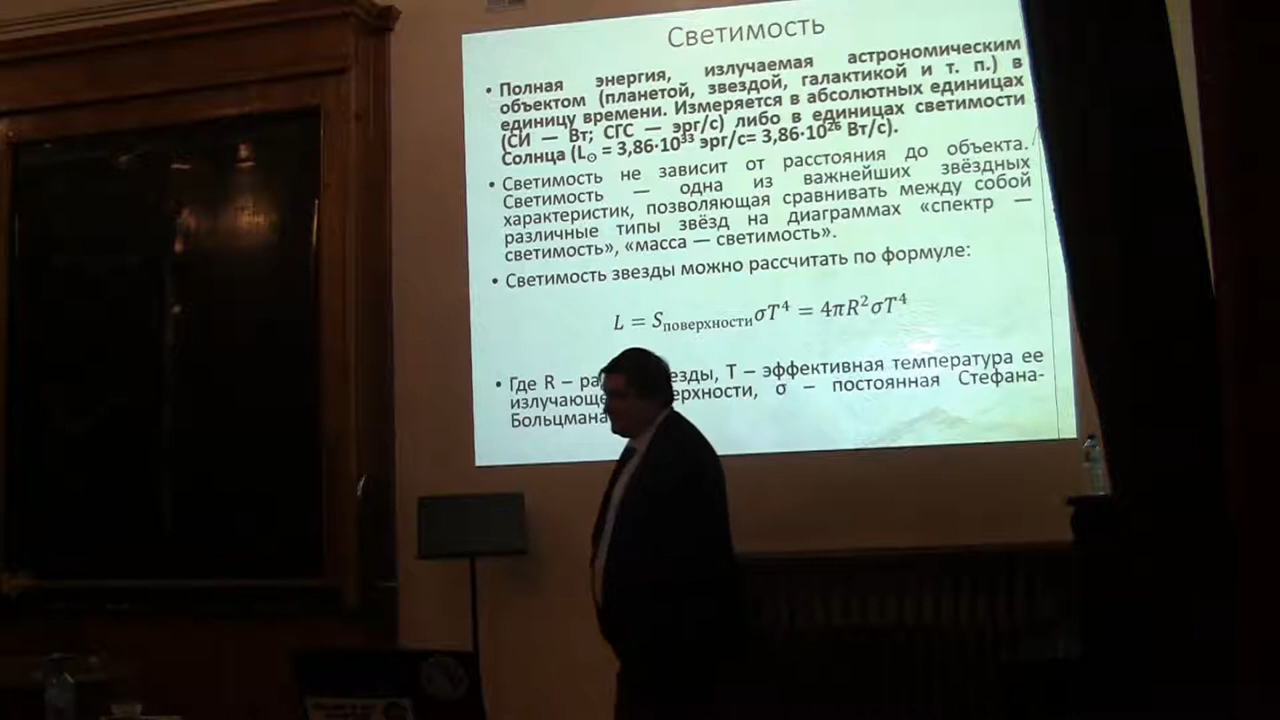 Светимость
• Полная энергия, излучаемая астрономическим
объектом (планетой, звездой, галактикой и т. п.) в
единицу времени. Измеряется в абсолютных единицах
(СИ — Вт; СГС — эрг/с) либо в единицах светимости
Солнца (L☉ = 3,86·10³³ эрг/с= 3,86·10²⁶ Вт/с).
• Светимость не зависит от расстояния до объекта.
Светимость — одна из важнейших звёздных
характеристик, позволяющая сравнивать между собой
различные типы звёзд на диаграммах «спектр —
светимость», «масса — светимость».
• Светимость звезды можно рассчитать по формуле:
L = Sповерхности σT⁴ = 4πR²σT⁴
• Где R – ра езды, T – эффективная температура ее
излучающе ерхности, σ – постоянная Стефана-
Больцмана